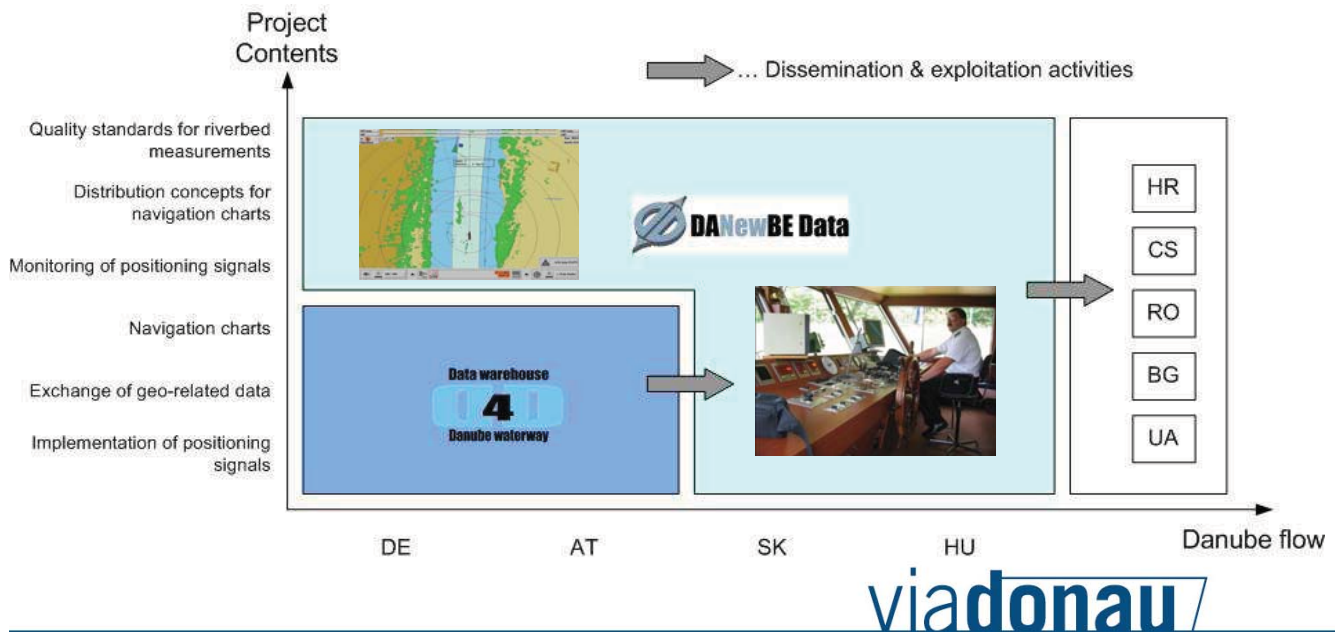 Project
Contents
... Dissemination & exploitation activities
Quality standards for riverbed
measurements
Distribution concepts for
navigation charts
Monitoring of positioning signals
Navigation charts
Exchange of geo-related data
Implementation of positioning
signals
DANewBE Data
Data warehouse
4
Danube waterway
HR
CS
RO
BG
UA
DE
AT
SK
HU
Danube flow
viadonau